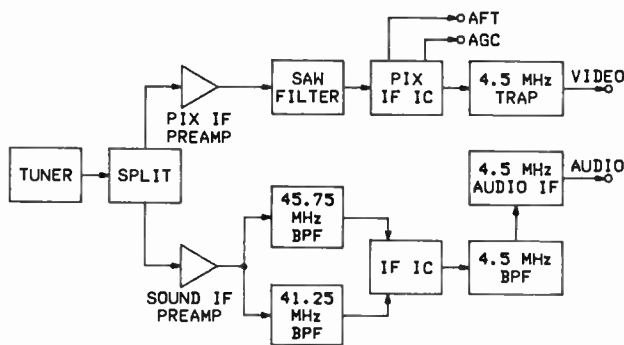 AFT
AGC
SAW
FILTER
PIX
IF IC
4.5 MHz
TRAP
VIDEO
PIX IF
PREAMP
TUNER
SPLIT
45.75
MHz
BPF
4.5 MHz
AUDIO IF
AUDIO
IF IC
4.5 MHz
BPF
SOUND IF
PREAMP
41.25
MHz
BPF